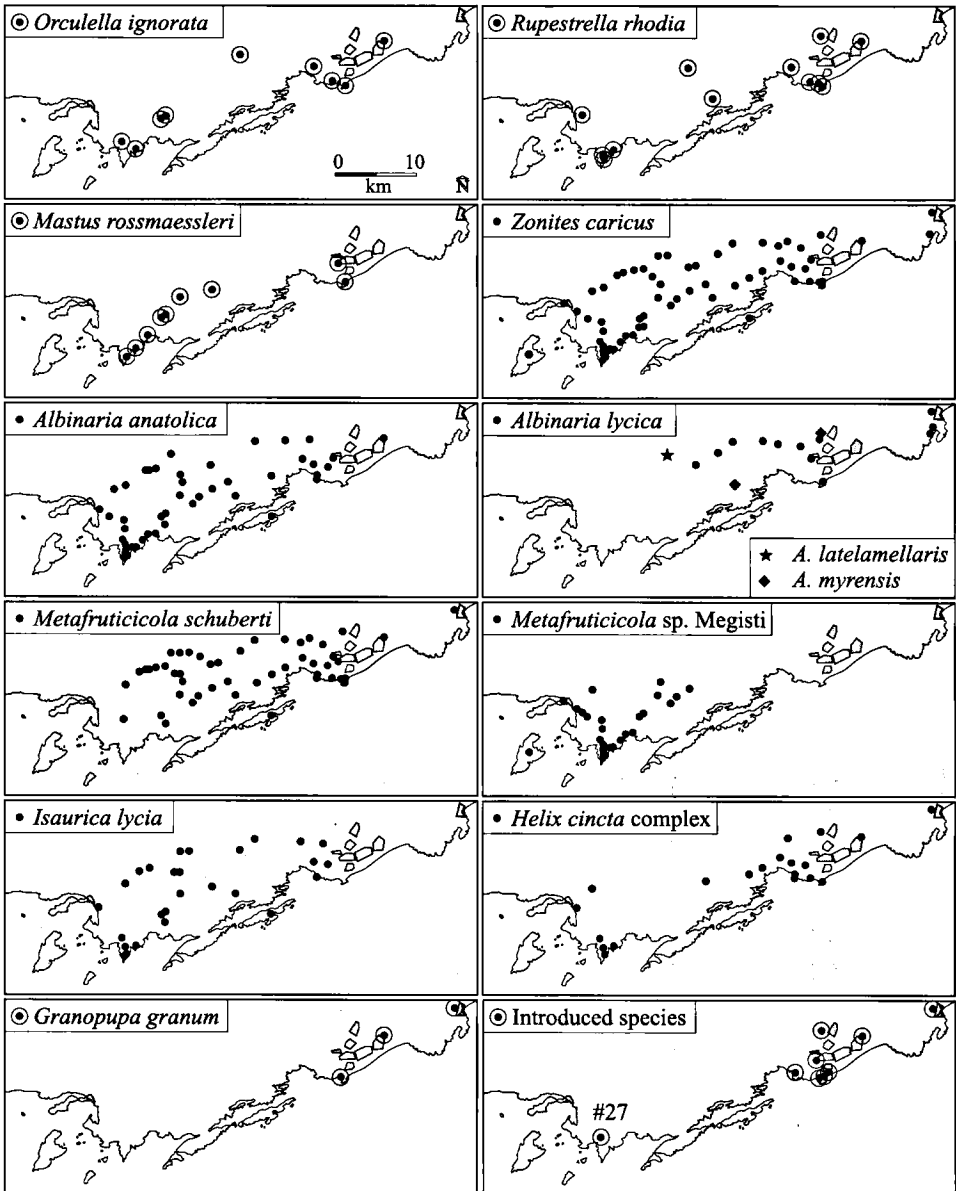 Orculella ignorata
Rupestrella rhodia
0 10
km
N
Mastus rossmaessleri
Zonites caricus
Albinaria anatolica
Albinaria lycica
A. latelamellaris
A. myrensis
Metafruticicola schuberti
Metafruticicola sp. Megisti
Isaurica lycia
Helix cincta complex
Granopupa granum
Introduced species
#27